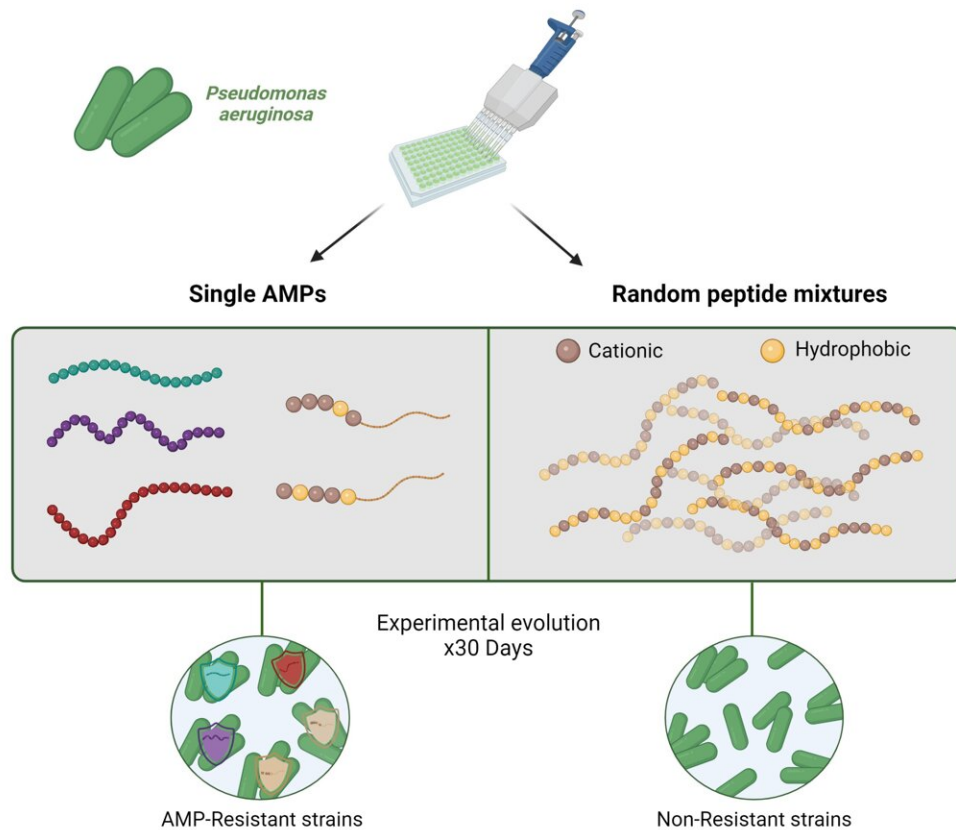 Pseudomonas
aeruginosa
Single AMPs
Random peptide mixtures
Cationic
Hydrophobic
Experimental evolution
x30 Days
AMP-Resistant strains
Non-Resistant strains